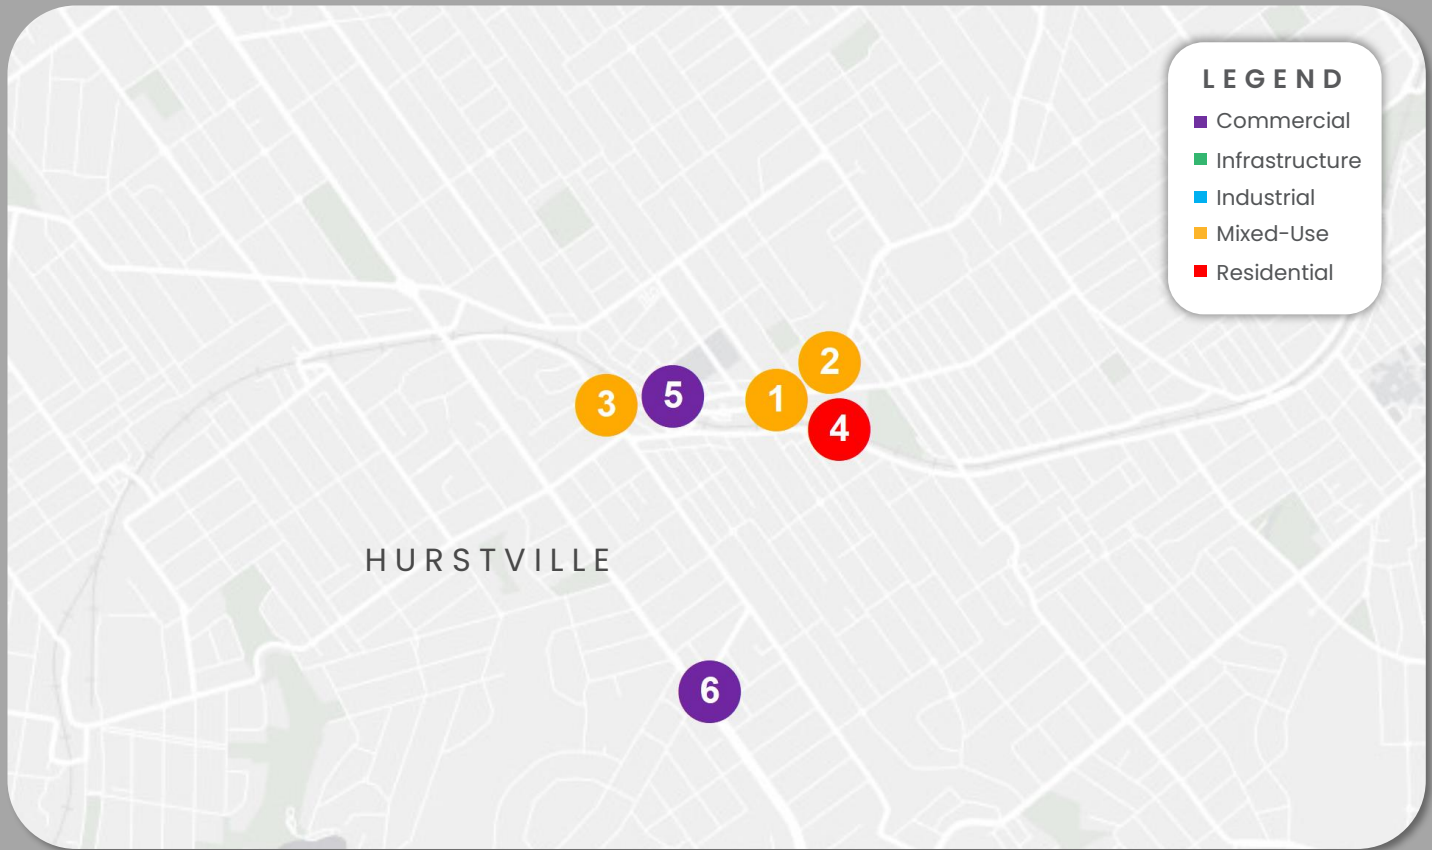 LEGEND
Commercial
Infrastructure
Industrial
Mixed-Use
Residential
2
3
5
1
4
HURSTVILLE
6